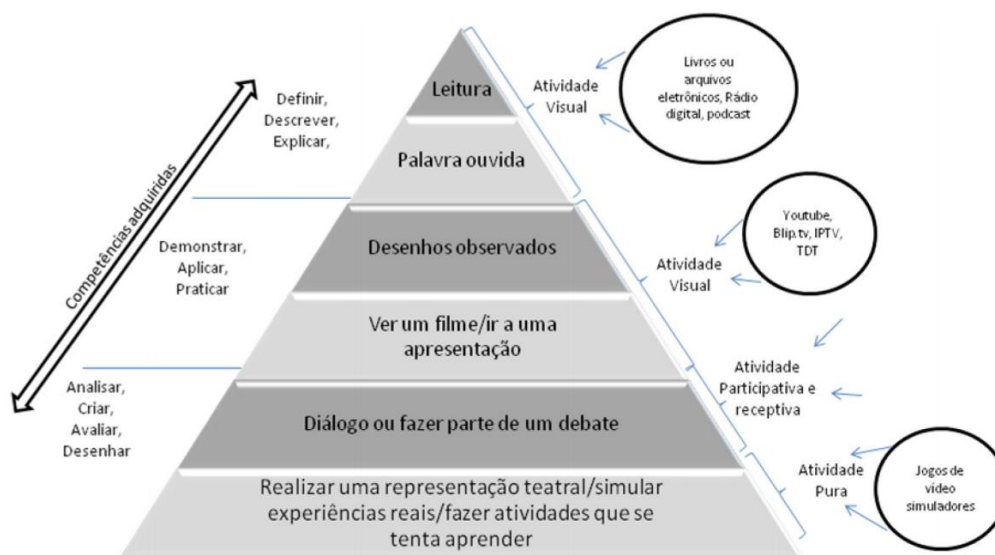 Leitura
Palavra ouvida
Desenhos observados
Ver um filme/ir a uma
apresentação
Diálogo ou fazer parte de um debate
Realizar uma representação teatral/simular
experiências reais/fazer atividades que se
tenta aprender
Competências adquiridas
Definir,
Descrever,
Explicar,
Demonstrar,
Aplicar,
Praticar
Analisar,
Criar,
Avaliar,
Desenhar
Atividade
Visual
Livros ou
arquivos
eletrônicos, Rádio
digital, podcast
Atividade
Visual
Youtube,
Blip.tv, IPTV,
TDT
Atividade
Participativa e
receptiva
Atividade
Pura
Jogos de
vídeo
simuladores